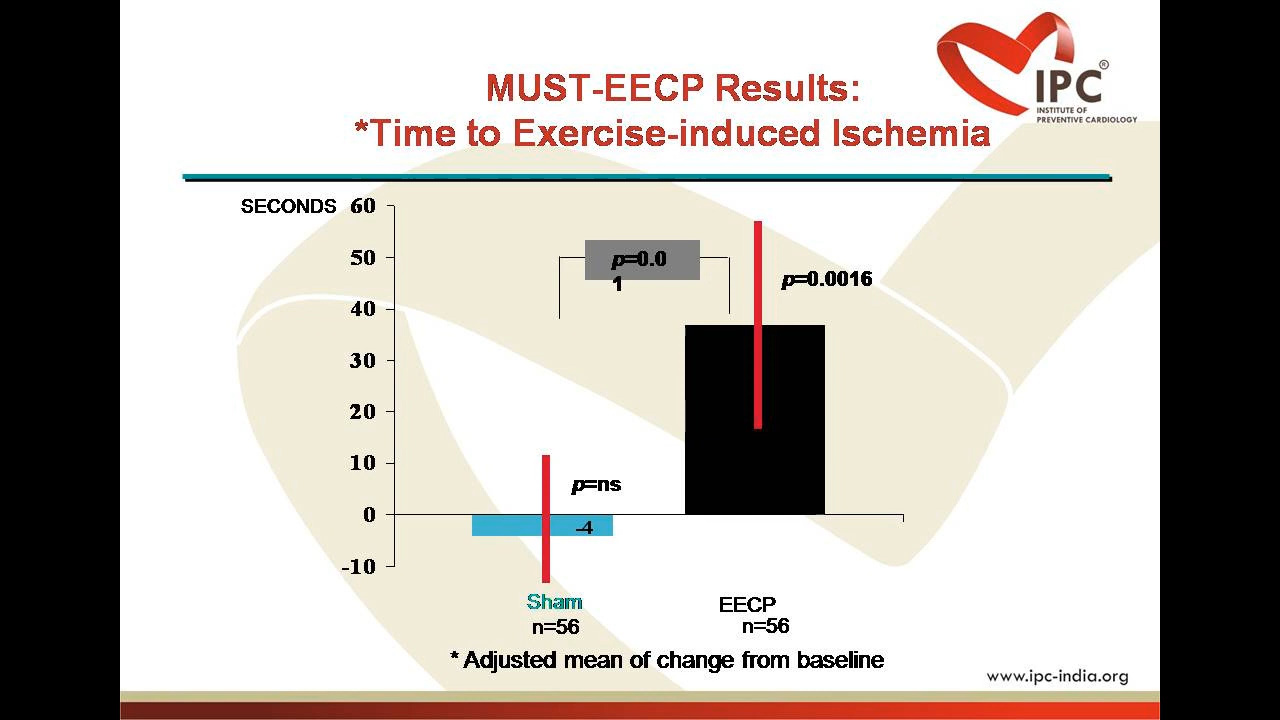 IPC®
INSTITUTE OF
PREVENTIVE CARDIOLOGY
MUST-EECP Results:
*Time to Exercise-induced Ischemia
SECONDS
60
50
40
30
20
10
0
-10
p=0.0
1
p=0.0016
p=ns
-4
Sham
n=56
EECP
n=56
* Adjusted mean of change from baseline
www.ipc-india.org